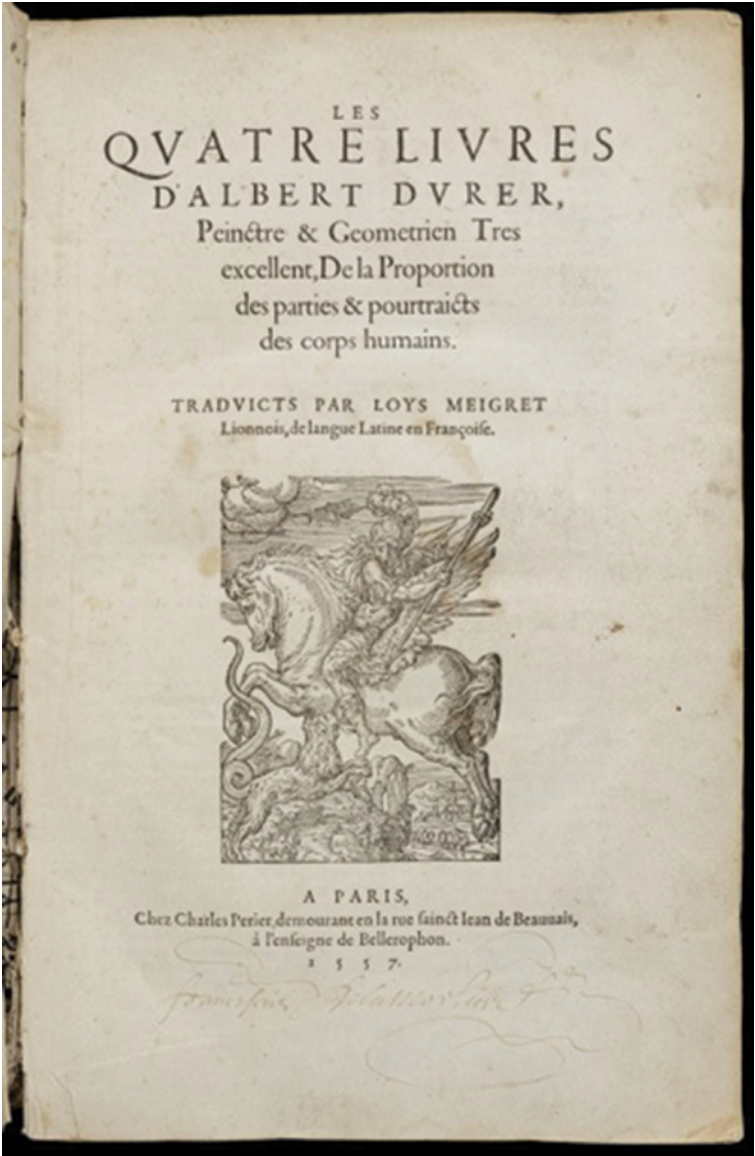 LES
QVATRE LIVRES
D'ALBERT DVRER,
Peinctre & Geometrien Tres
excellent, De la Proportion
des parties & pourtraicts
des corps humains.
TRADVICTS PAR LOYS MEIGRET
Lionnois, de langue Latine en Françoiſe.
A PARIS,
Chez Charles Perier, demourant en la rue ſainct Iean de Beauuais,
à l'enſeigne de Bellerophon.
1557.